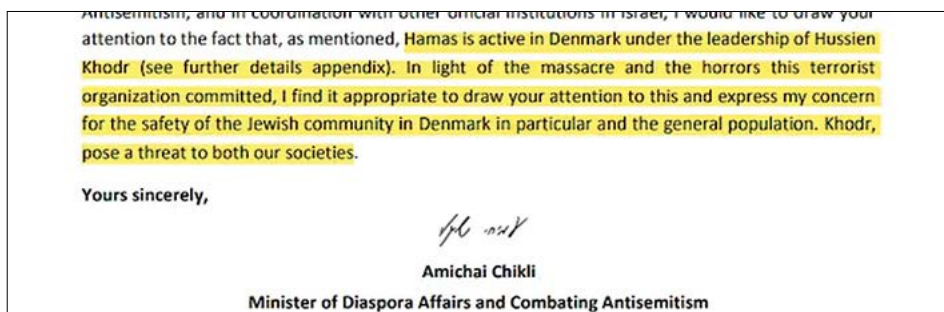 Antisemitism, and in coordination with other official institutions in Israel, I would like to draw your
attention to the fact that, as mentioned, Hamas is active in Denmark under the leadership of Hussien
Khodr (see further details appendix). In light of the massacre and the horrors this terrorist
organization committed, I find it appropriate to draw your attention to this and express my concern
for the safety of the Jewish community in Denmark in particular and the general population. Khodr,
pose a threat to both our societies.
Yours sincerely,
Amichai Chikli
Minister of Diaspora Affairs and Combating Antisemitism